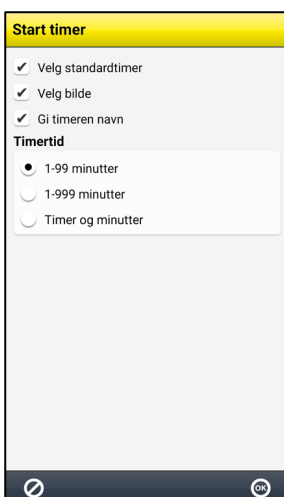 Start timer
Velg standardtimer
Velg bilde
Gi timeren navn
Timertid
1-99 minutter
1-999 minutter
Timer og minutter
OK